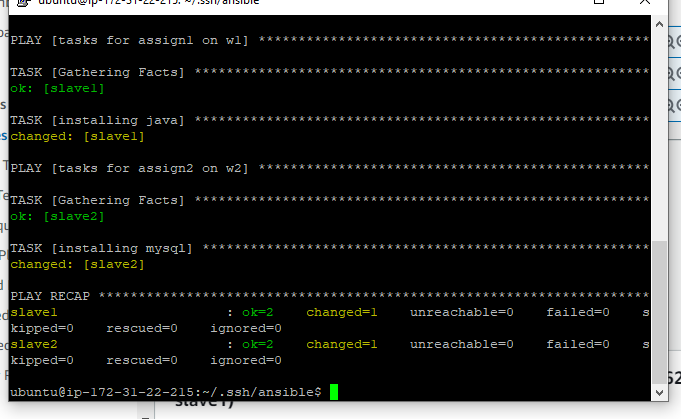 ubuntu@ip-172-31-22-215: ~/.ssh/ansible
PLAY [tasks for assign1 on w1] ************************************************
TASK [Gathering Facts] ********************************************************
ok: [slave1]
TASK [installing java] ********************************************************
changed: [slave1]
PLAY [tasks for assign2 on w2] ************************************************
TASK [Gathering Facts] ********************************************************
ok: [slave2]
TASK [installing mysql] *******************************************************
changed: [slave2]
PLAY RECAP ********************************************************************
slave1                     : ok=2    changed=1    unreachable=0    failed=0    s
kipped=0    rescued=0    ignored=0
slave2                     : ok=2    changed=1    unreachable=0    failed=0    s
kipped=0    rescued=0    ignored=0
ubuntu@ip-172-31-22-215:~/.ssh/ansible$
slave1)